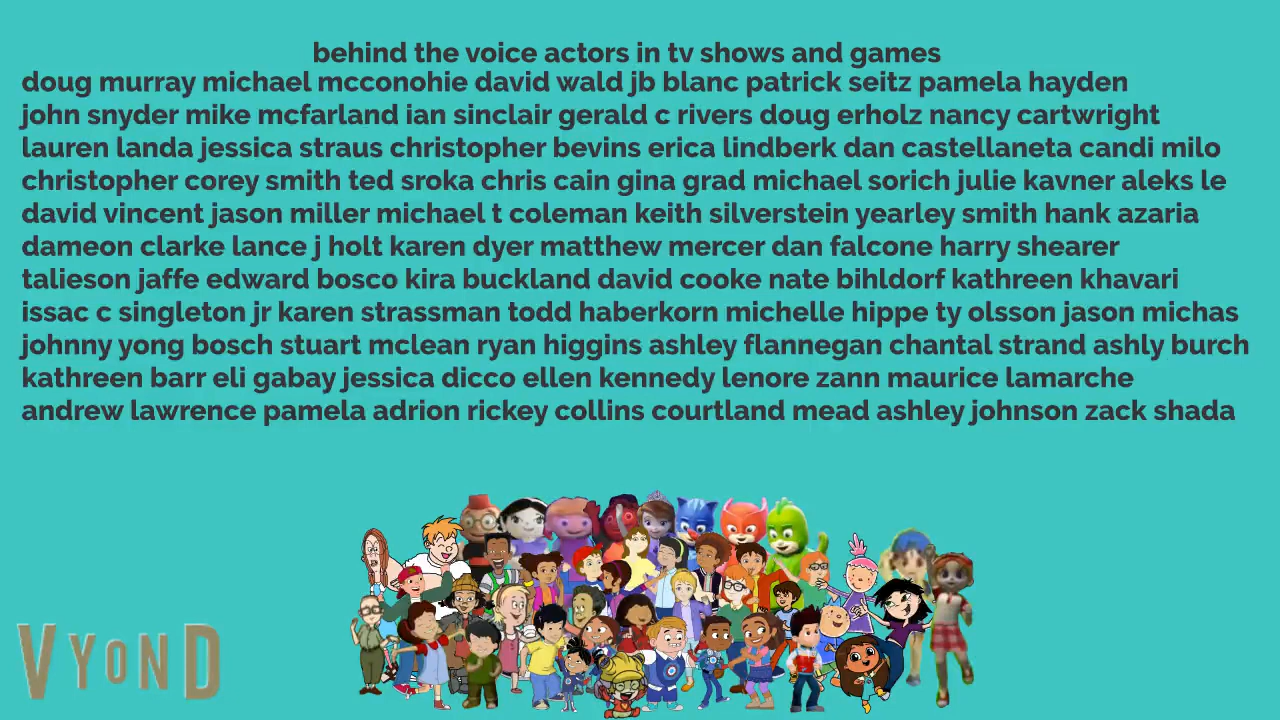 behind the voice actors in tv shows and games
doug murray michael mcconohie david wald jb blanc patrick seitz pamela hayden
john snyder mike mcfarland ian sinclair gerald c rivers doug erholz nancy cartwright
lauren landa jessica straus christopher bevins erica lindberk dan castellaneta candi milo
christopher corey smith ted sroka chris cain gina grad michael sorich julie kavner aleks le
david vincent jason miller michael t coleman keith silverstein yearley smith hank azaria
dameon clarke lance j holt karen dyer matthew mercer dan falcone harry shearer
talieson jaffe edward bosco kira buckland david cooke nate bihldorf kathreen khavari
issac c singleton jr karen strassman todd haberkorn michelle hippe ty olsson jason michas
johnny yong bosch stuart mclean ryan higgins ashley flannegan chantal strand ashly burch
kathreen barr eli gabay jessica dicco ellen kennedy lenore zann maurice lamarche
andrew lawrence pamela adrion rickey collins courtland mead ashley johnson zack shada
VYOND